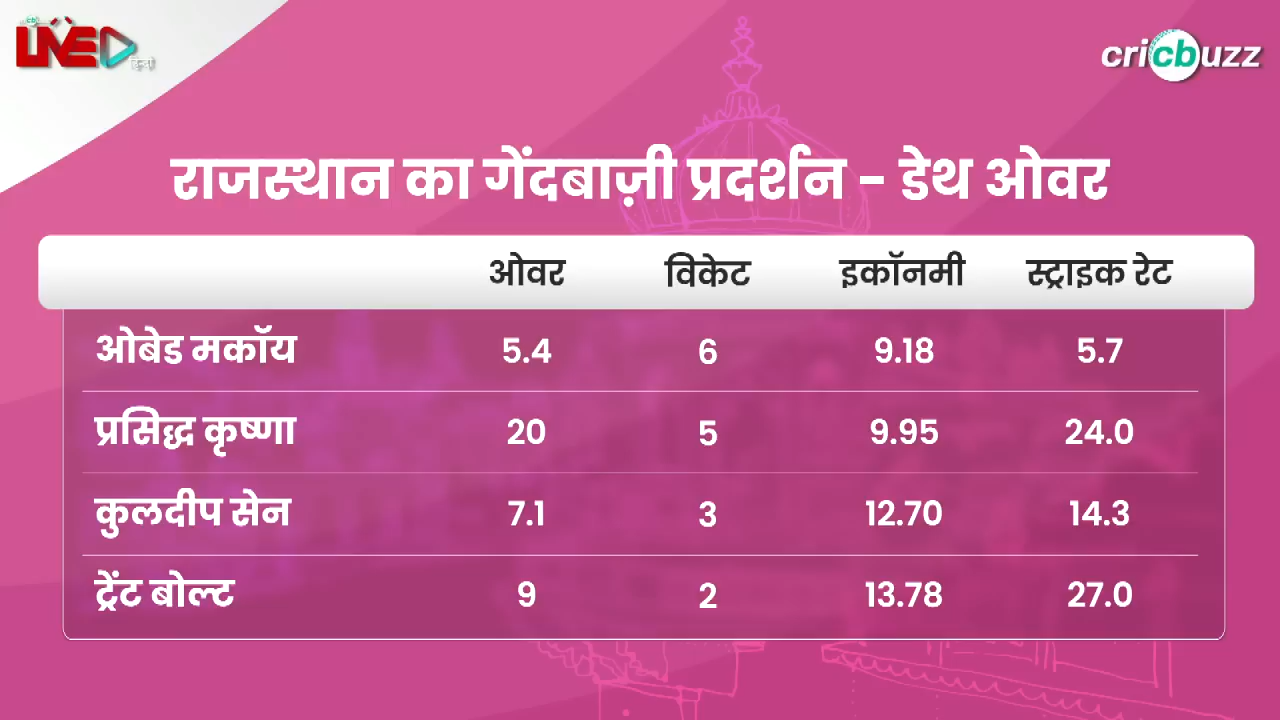 LIVE हिन्दी
cricbuzz
राजस्थान का गेंदबाज़ी प्रदर्शन - डेथ ओवर
ओवर विकेट इकॉनमी स्ट्राइक रेट
ओबेड मकॉय 5.4 6 9.18 5.7
प्रसिद्ध कृष्णा 20 5 9.95 24.0
कुलदीप सेन 7.1 3 12.70 14.3
ट्रेंट बोल्ट 9 2 13.78 27.0